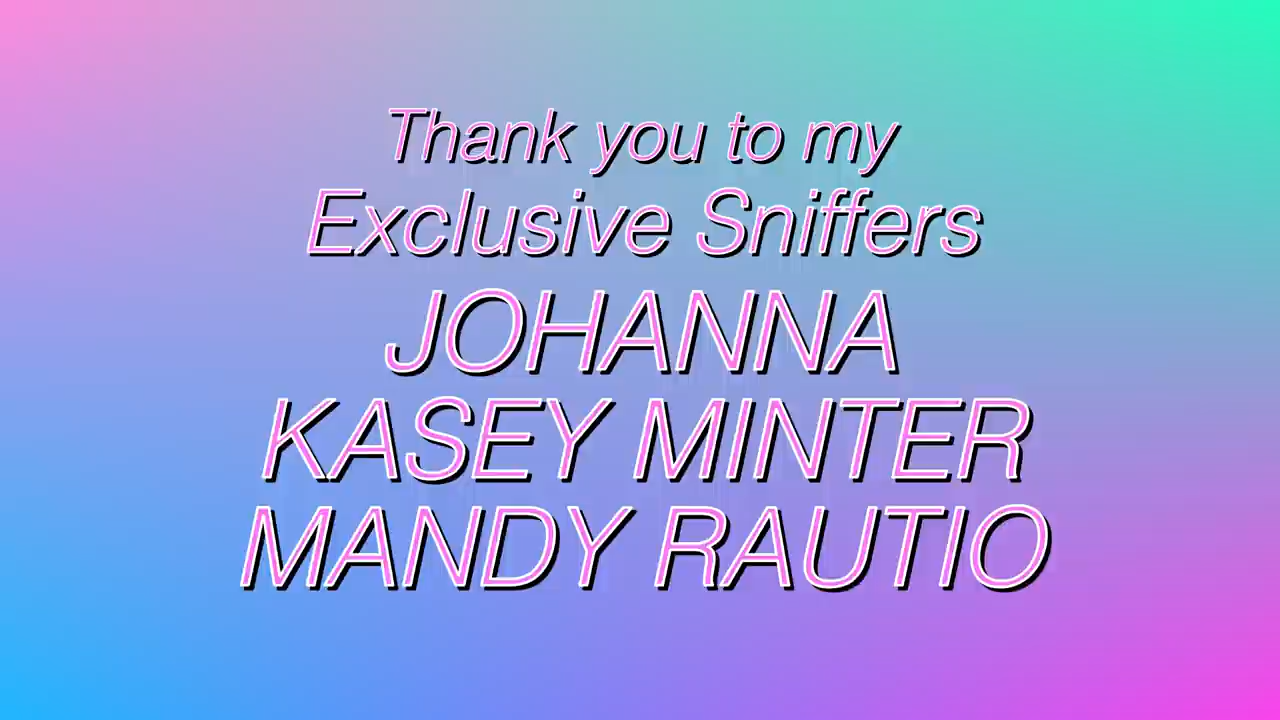 Thank you to my
Exclusive Sniffers
JOHANNA
KASEY MINTER
MANDY RAUTIO